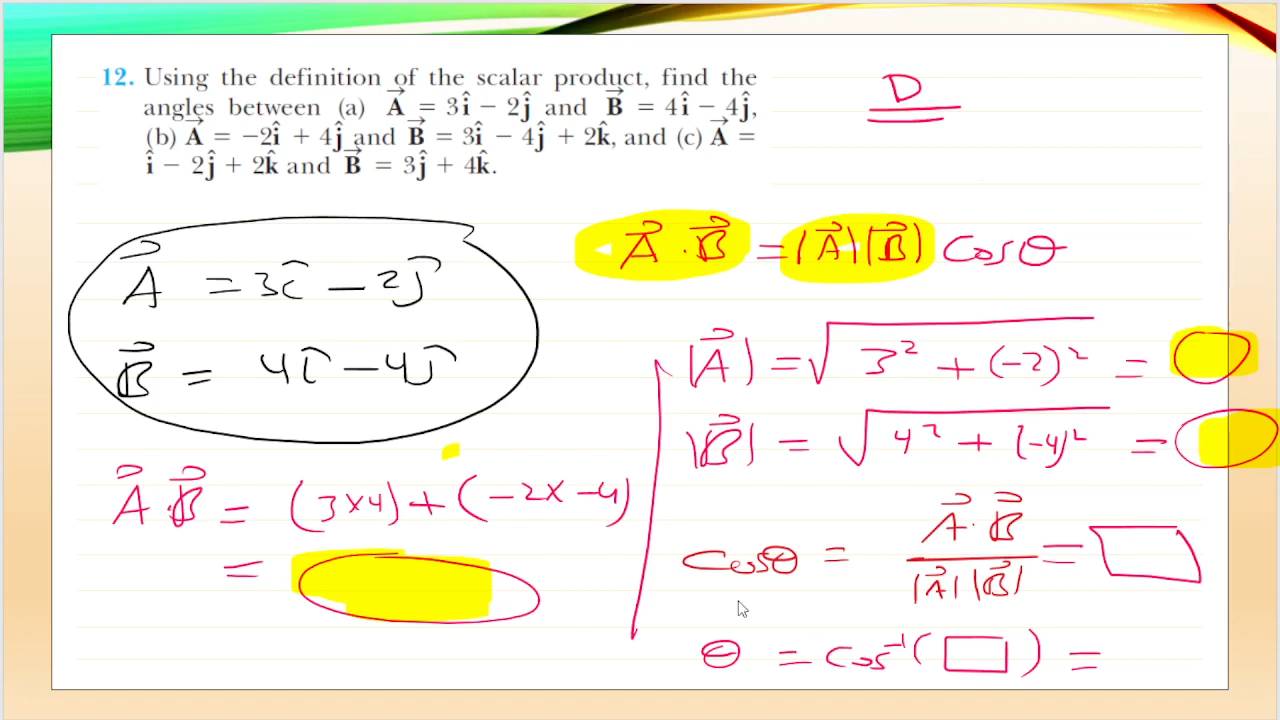 12. Using the definition of the scalar product, find the
angles between (a) A⃗ = 3î − 2ĵ and B⃗ = 4î − 4ĵ,
(b) A⃗ = −2î + 4ĵ and B⃗ = 3î − 4ĵ + 2k̂, and (c) A⃗ =
î − 2ĵ + 2k̂ and B⃗ = 3ĵ + 4k̂.
D
A⃗ · B⃗ = |A⃗||B⃗| cosθ
A⃗ = 3î − 2ĵ
B⃗ = 4î − 4ĵ
A⃗ · B⃗ = (3×4) + (−2×−4)
=
|A⃗| = √(3² + (−2)²) =
|B⃗| = √(4² + (−4)²) =
cosθ = A⃗ · B⃗ / |A⃗||B⃗| = □
θ = cos⁻¹(□) =